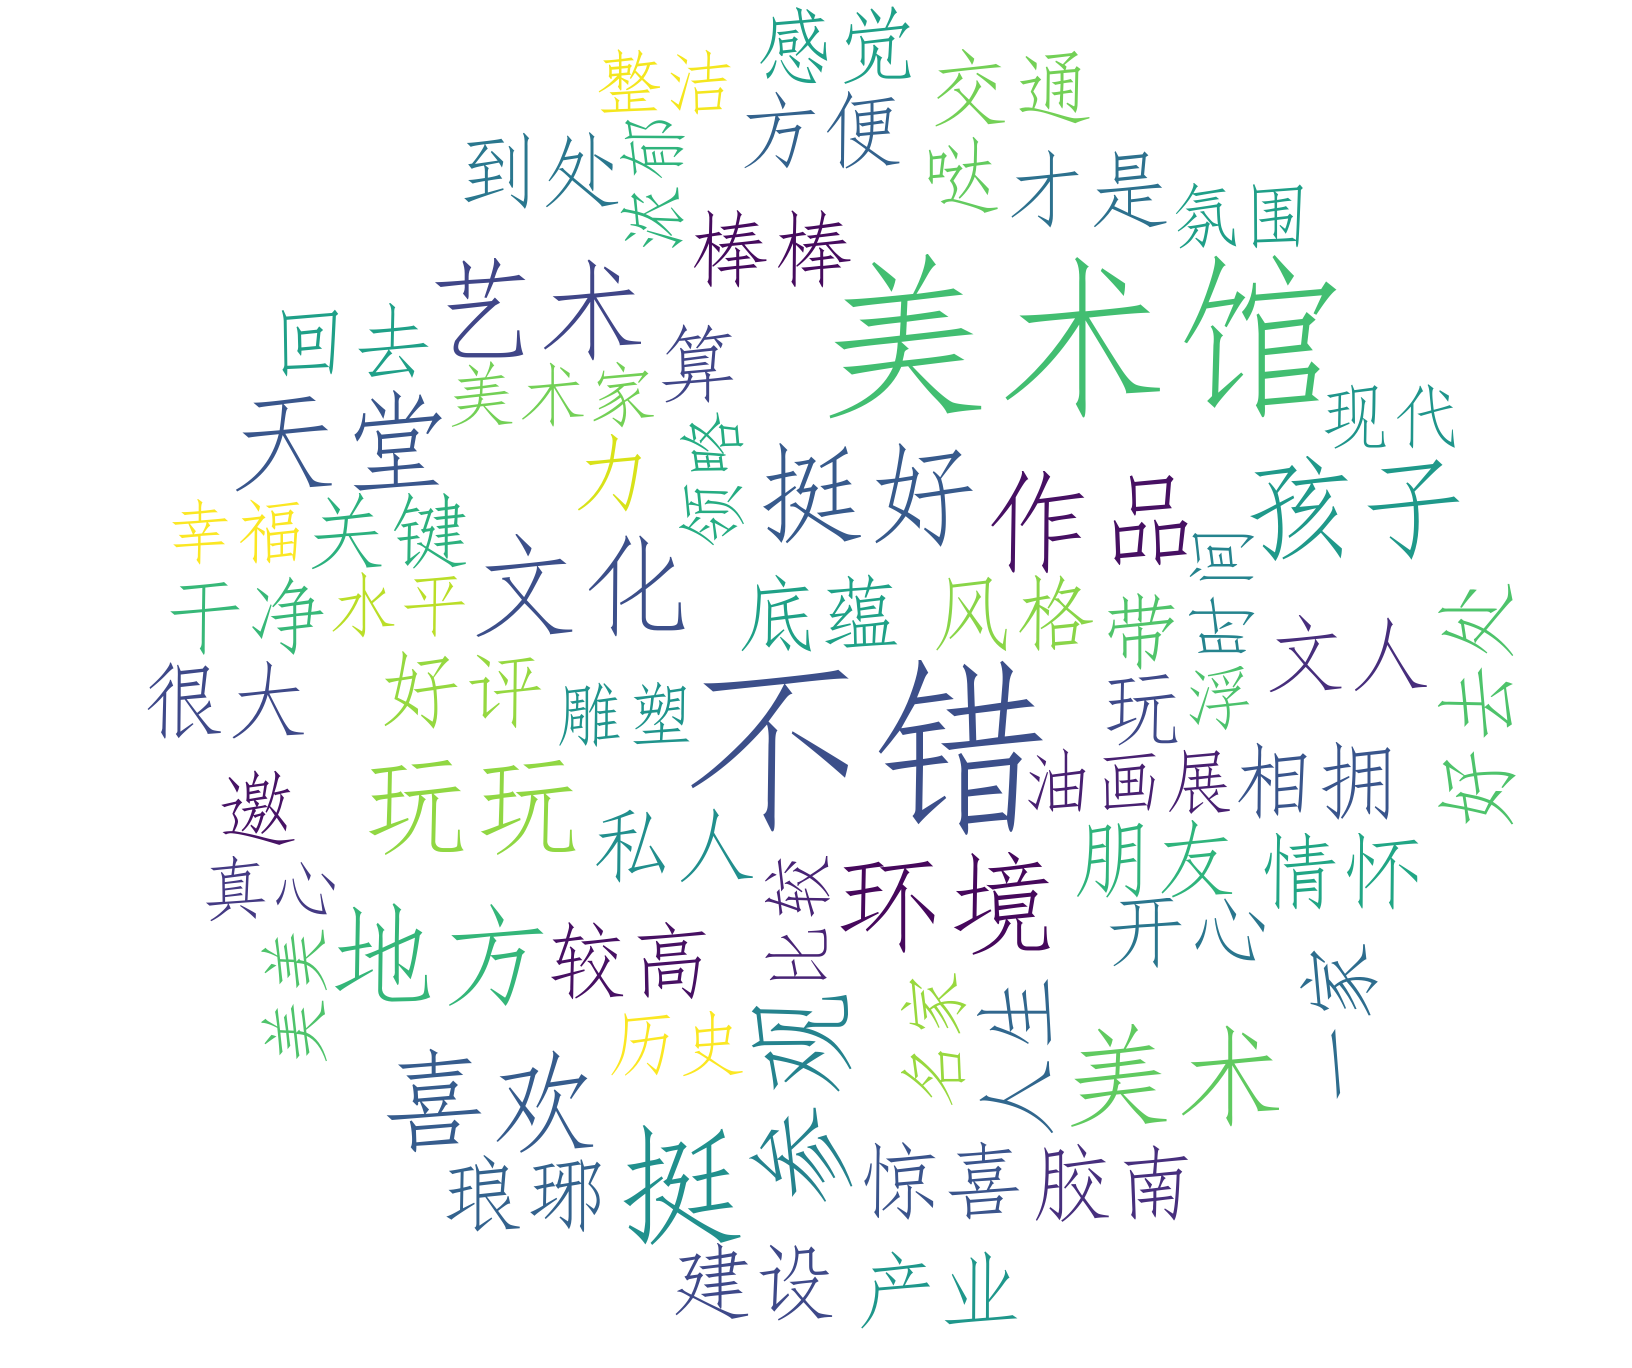 感觉
整洁
交通
方便
浓郁
到处
哒
才是
氛围
棒棒
艺术
美术馆
回去
算
美术家
现代
天堂
领略
力
挺好
作品
孩子
幸福
关键
文化
时间
干净
水平
底蕴
风格
带
文人
好去处
很大
好评
雕塑
不错
玩
浮
油画展
相拥
邀
玩玩
私人
朋友
情怀
真心
比较
环境
开心
美美
地方
较高
名家
人生
一家
历史
参观
美术
喜欢
琅琊
挺
惊喜
胶南
建设
产业